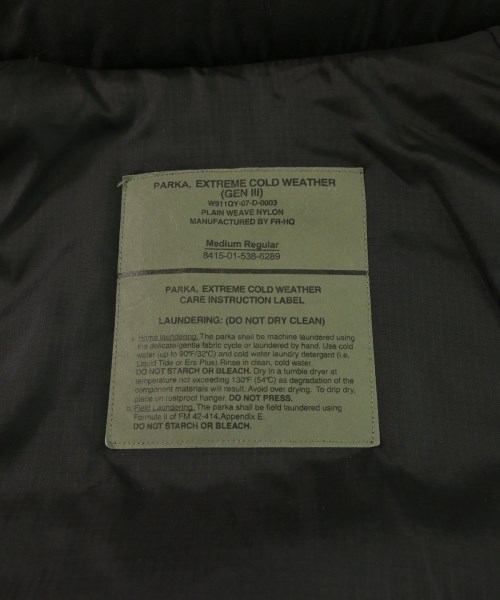 PARKA, EXTREME COLD WEATHER
(GEN III)
W911QY-07-D-0003
PLAIN WEAVE NYLON
MANUFACTURED BY FR-HQ
Medium Regular
8415-01-538-6289
PARKA, EXTREME COLD WEATHER
CARE INSTRUCTION LABEL
LAUNDERING: (DO NOT DRY CLEAN)
a. Home laundering. The parka shall be machine laundered using
the delicate/gentle fabric cycle or laundered by hand. Use cold
water (up to 90°F/32°C) and cold water laundry detergent (i.e.
Liquid Tide or Era Plus). Rinse in clean, cold water.
DO NOT STARCH OR BLEACH. Dry in a tumble dryer at
temperature not exceeding 130°F (54°C) as degradation of the
component materials will result. Avoid over drying. To drip dry,
place on rustproof hanger. DO NOT PRESS.
b. Field Laundering. The parka shall be field laundered using
Formula II of FM 42-414, Appendix E.
DO NOT STARCH OR BLEACH.